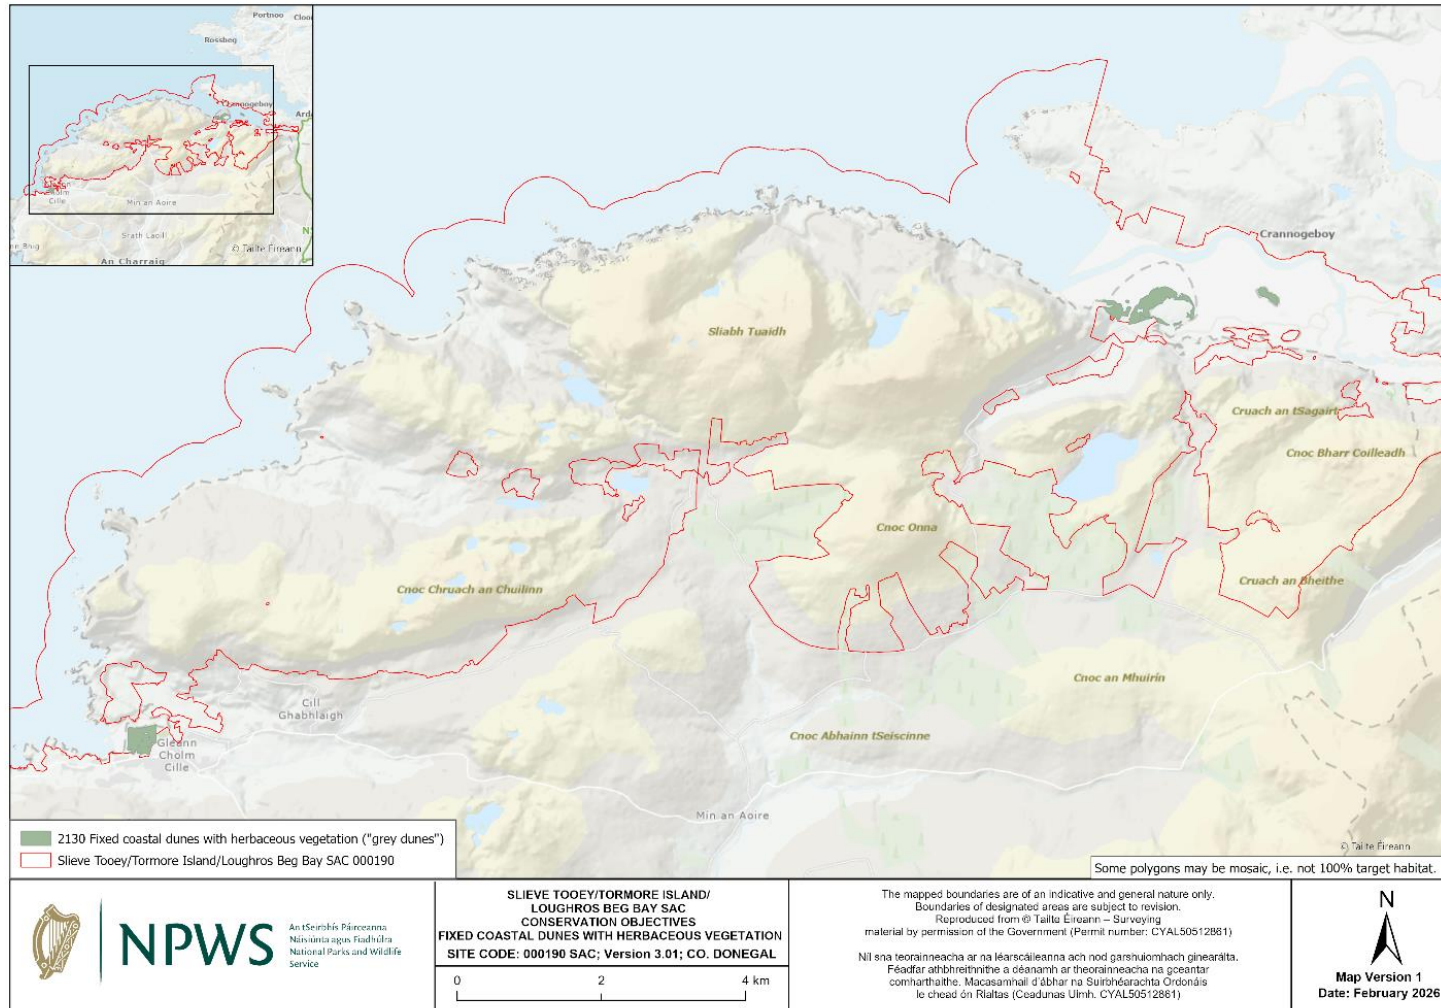 Portnoo
Rossbeg
Crannogeboy
Cholm
Cille
Min an Aoire
Srath Laoill
An Charraig
© Tailte Éireann
Crannogeboy
Sliabh Tuaidh
Cruach an tSagairt
Cnoc Bharr Coilleadh
Cnoc Onna
Cnoc Chruach an Chuilinn
Cruach an Bheithe
Cnoc an Mhuirín
Cill
Ghabhlaigh
Gleann
Cholm
Cille
Cnoc Abhainn tSeiscinne
Min an Aoire
© Tailte Éireann
2130 Fixed coastal dunes with herbaceous vegetation ("grey dunes")
Slieve Tooey/Tormore Island/Loughros Beg Bay SAC 000190
Some polygons may be mosaic, i.e. not 100% target habitat.
NPWS
An tSeirbhís Páirceanna
Náisiúnta agus Fiadhúlra
National Parks and Wildlife
Service
SLIEVE TOOEY/TORMORE ISLAND/
LOUGHROS BEG BAY SAC
CONSERVATION OBJECTIVES
FIXED COASTAL DUNES WITH HERBACEOUS VEGETATION
SITE CODE: 000190 SAC; Version 3.01; CO. DONEGAL
0 2 4 km
The mapped boundaries are of an indicative and general nature only.
Boundaries of designated areas are subject to revision.
Reproduced from © Tailte Éireann – Surveying
material by permission of the Government (Permit number: CYAL50512861)
Níl sna teorainneacha ar na léarscáileanna ach nod garshuiomhach ginearálta.
Féadfar athbhreithnithe a déanamh ar theorainneacha na gceantar
comharthaithe. Macasamhail d'ábhar na Suirbhéarachta Ordonáis
le chead ón Rialtas (Ceadunas Uimh. CYAL50512861)
N
Map Version 1
Date: February 2026